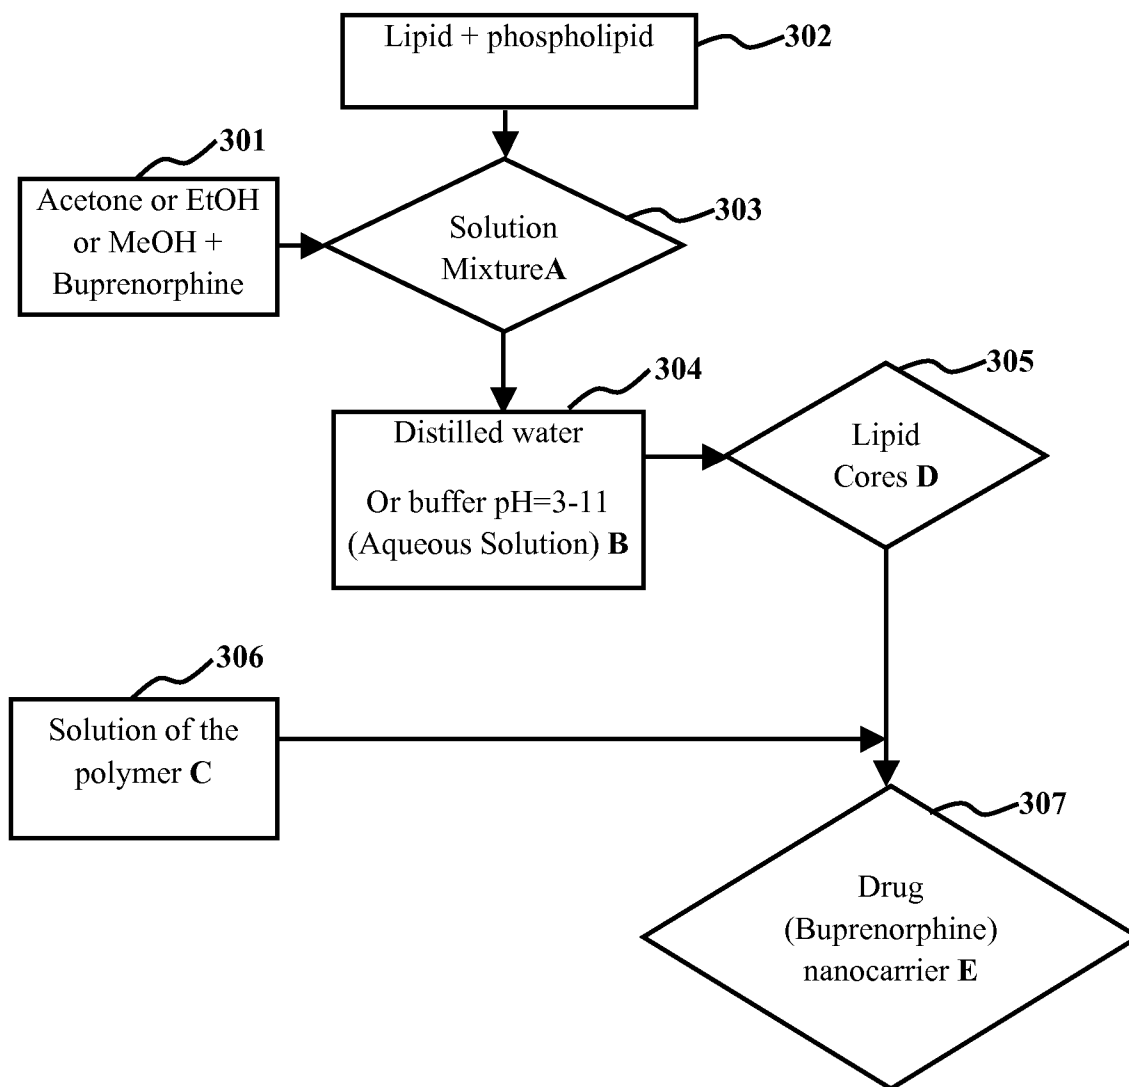 Lipid + phospholipid
302
301
Acetone or EtOH
or MeOH +
Buprenorphine
303
Solution
MixtureA
304
Distilled water
Or buffer pH=3-11
(Aqueous Solution) B
305
Lipid
Cores D
306
Solution of the
polymer C
307
Drug
(Buprenorphine)
nanocarrier E